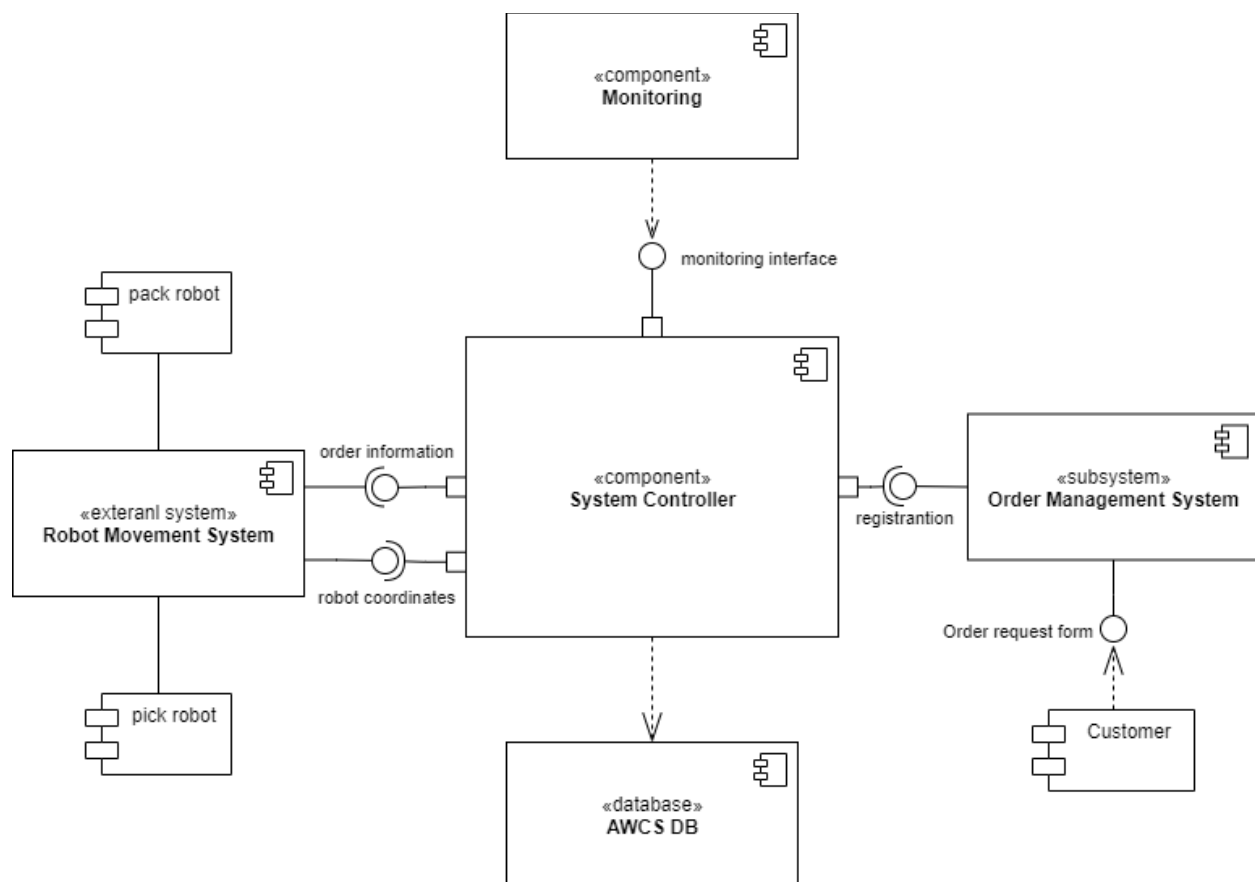 «component»
Monitoring
monitoring interface
pack robot
order information
«exteranl system»
Robot Movement System
robot coordinates
pick robot
«component»
System Controller
registrantion
«subsystem»
Order Management System
Order request form
Customer
«database»
AWCS DB